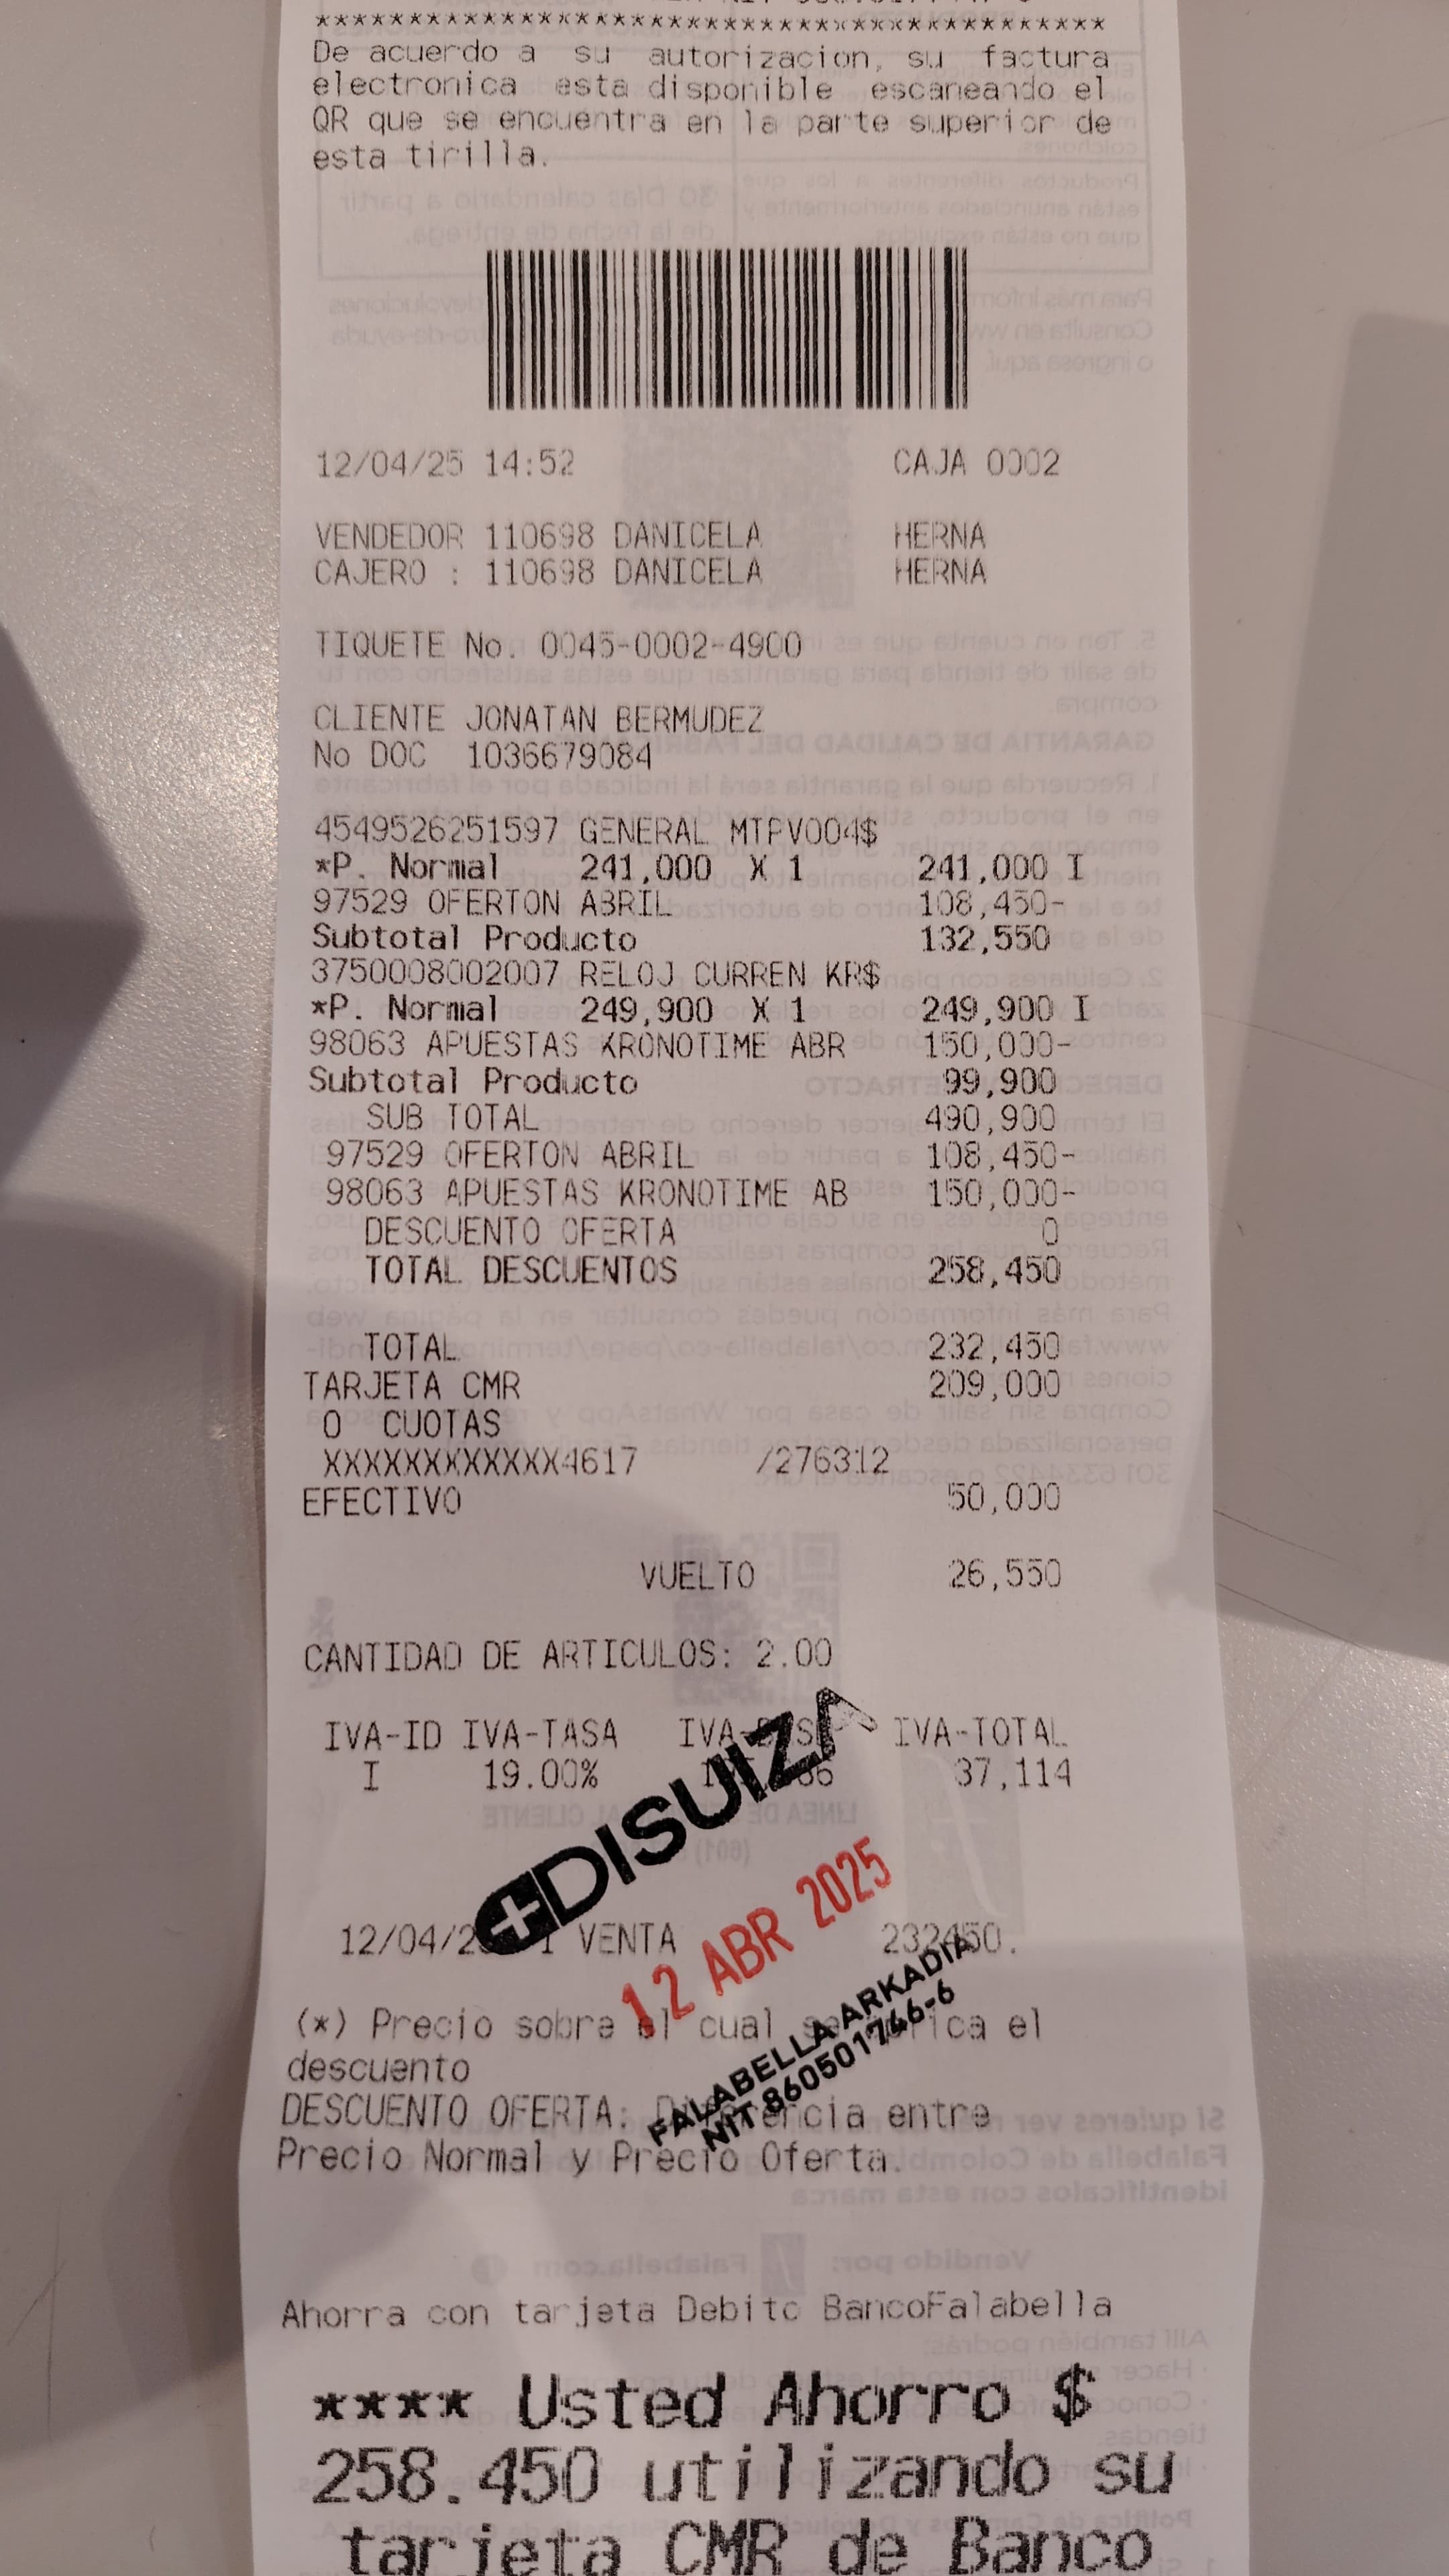 ****************************************
De acuerdo a su autorizacion, su factura
electronica esta disponible escaneando el
QR que se encuentra en la parte superior de
esta tirilla.
12/04/25 14:52 CAJA 0002
VENDEDOR 110698 DANICELA HERNA
CAJERO : 110698 DANICELA HERNA
TIQUETE No. 0045-0002-4900
CLIENTE JONATAN BERMUDEZ
No DOC 1036679084
4549526251597 GENERAL MTPV004$
*P. Normal 241,000 X 1 241,000 I
97529 OFERTON ABRIL 108,450-
Subtotal Producto 132,550
3750008002007 RELOJ CURREN KR$
*P. Normal 249,900 X 1 249,900 I
98063 APUESTAS KRONOTIME ABR 150,000-
Subtotal Producto 99,900
SUB TOTAL 490,900
97529 OFERTON ABRIL 108,450-
98063 APUESTAS KRONOTIME AB 150,000-
DESCUENTO OFERTA 0
TOTAL DESCUENTOS 258,450
TOTAL 232,450
TARJETA CMR 209,000
0 CUOTAS
XXXXXXXXXXXX4617 /276312
EFECTIVO 50,000
VUELTO 26,550
CANTIDAD DE ARTICULOS: 2.00
IVA-ID IVA-TASA IVA-TOTAL
I 19.00% 37,114
DISUIZA
12 ABR 2025
VENTA 232450.
FALABELLA ARKADIA
NIT 860501746-6
(*) Precio sobre el cual el
descuento
DESCUENTO OFERTA: Diferencia entre
Precio Normal y Precio Oferta.
Ahorra con tarjeta Debito BancoFalabella
**** Usted Ahorro $
258.450 utilizando su
tarjeta CMR de Banco